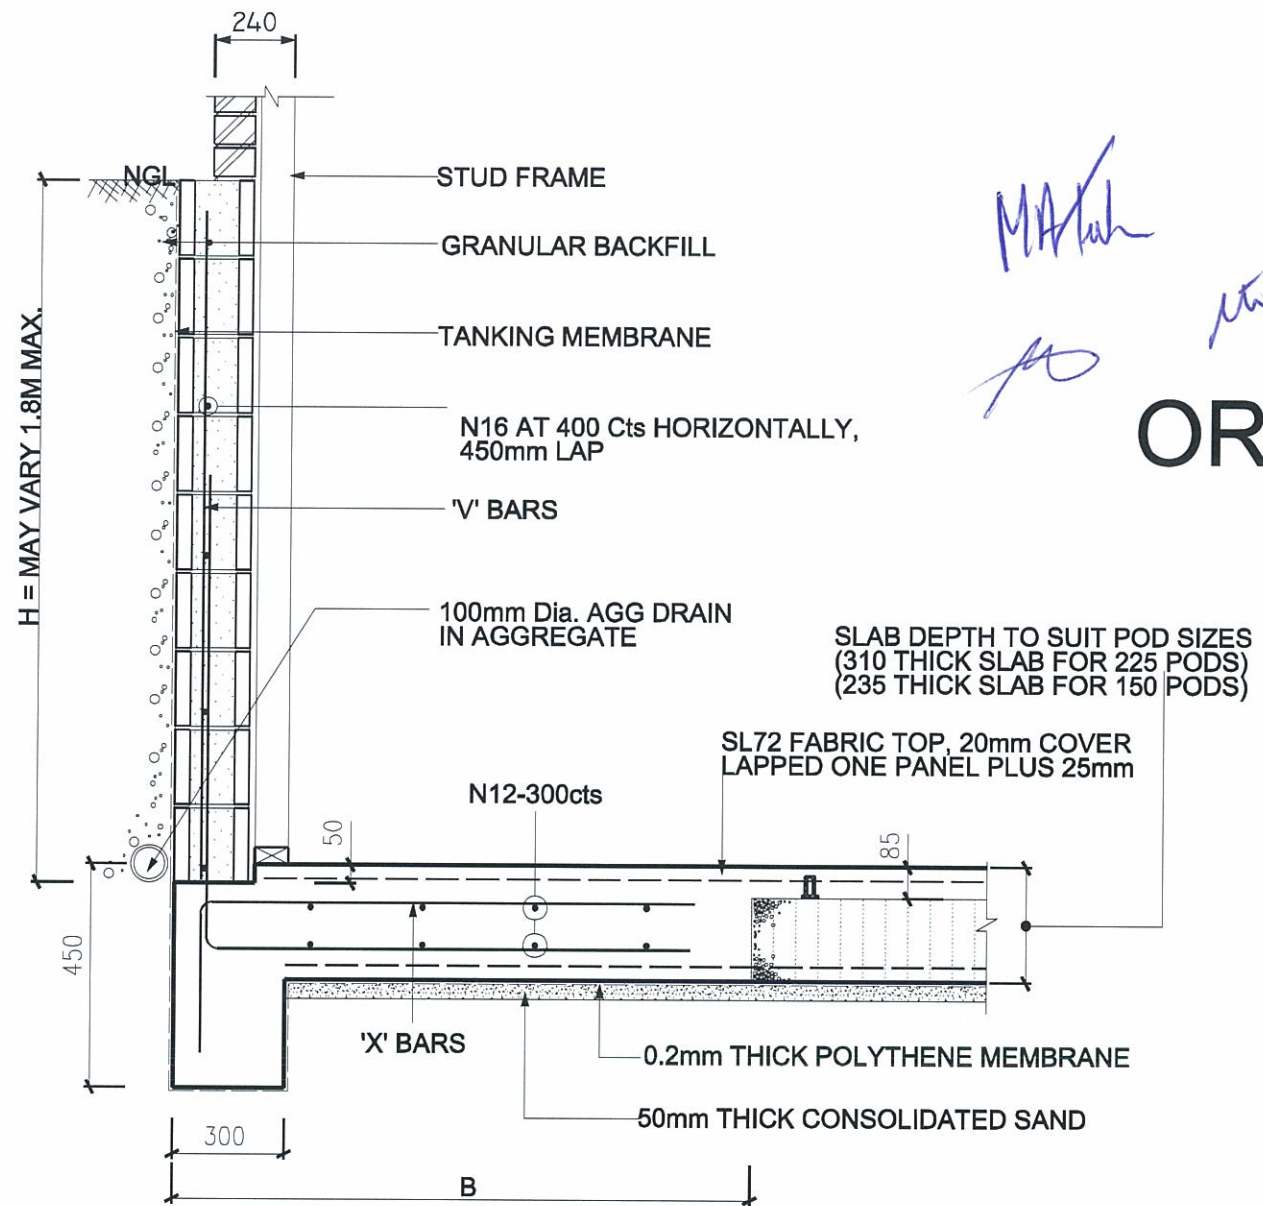 240
NGL
STUD FRAME
GRANULAR BACKFILL
TANKING MEMBRANE
H = MAY VARY 1.8M MAX.
N16 AT 400 Cts HORIZONTALLY,
450mm LAP
OR
'V' BARS
100mm Dia. AGG DRAIN
IN AGGREGATE
SLAB DEPTH TO SUIT POD SIZES
(310 THICK SLAB FOR 225 PODS)
(235 THICK SLAB FOR 150 PODS)
SL72 FABRIC TOP, 20mm COVER
LAPPED ONE PANEL PLUS 25mm
N12-300cts
50
85
450
'X' BARS
0.2mm THICK POLYTHENE MEMBRANE
50mm THICK CONSOLIDATED SAND
300
B